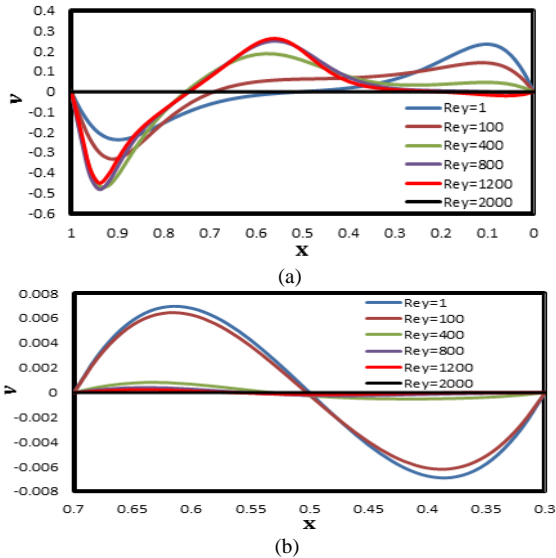 0.4
0.3
0.2
0.1
0
-0.1
-0.2
-0.3
-0.4
-0.5
-0.6
v
Rey=1
Rey=100
Rey=400
Rey=800
Rey=1200
Rey=2000
1 0.9 0.8 0.7 0.6 0.5 0.4 0.3 0.2 0.1 0
x
(a)
0.008
0.006
0.004
0.002
0
-0.002
-0.004
-0.006
-0.008
v
Rey=1
Rey=100
Rey=400
Rey=800
Rey=1200
Rey=2000
0.7 0.65 0.6 0.55 0.5 0.45 0.4 0.35 0.3
x
(b)